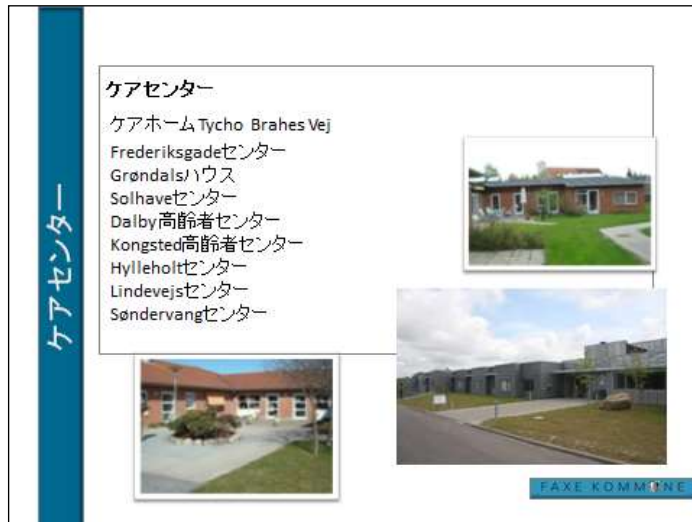 ケアセンター
ケアセンター
ケアホームTycho Brahes Vej
Frederiksgadeセンター
Grøndalsハウス
Solhaveセンター
Dalby高齢者センター
Kongsted高齢者センター
Hylleholtセンター
Lindevejsセンター
Søndervangセンター
FAXE KOMMUNE